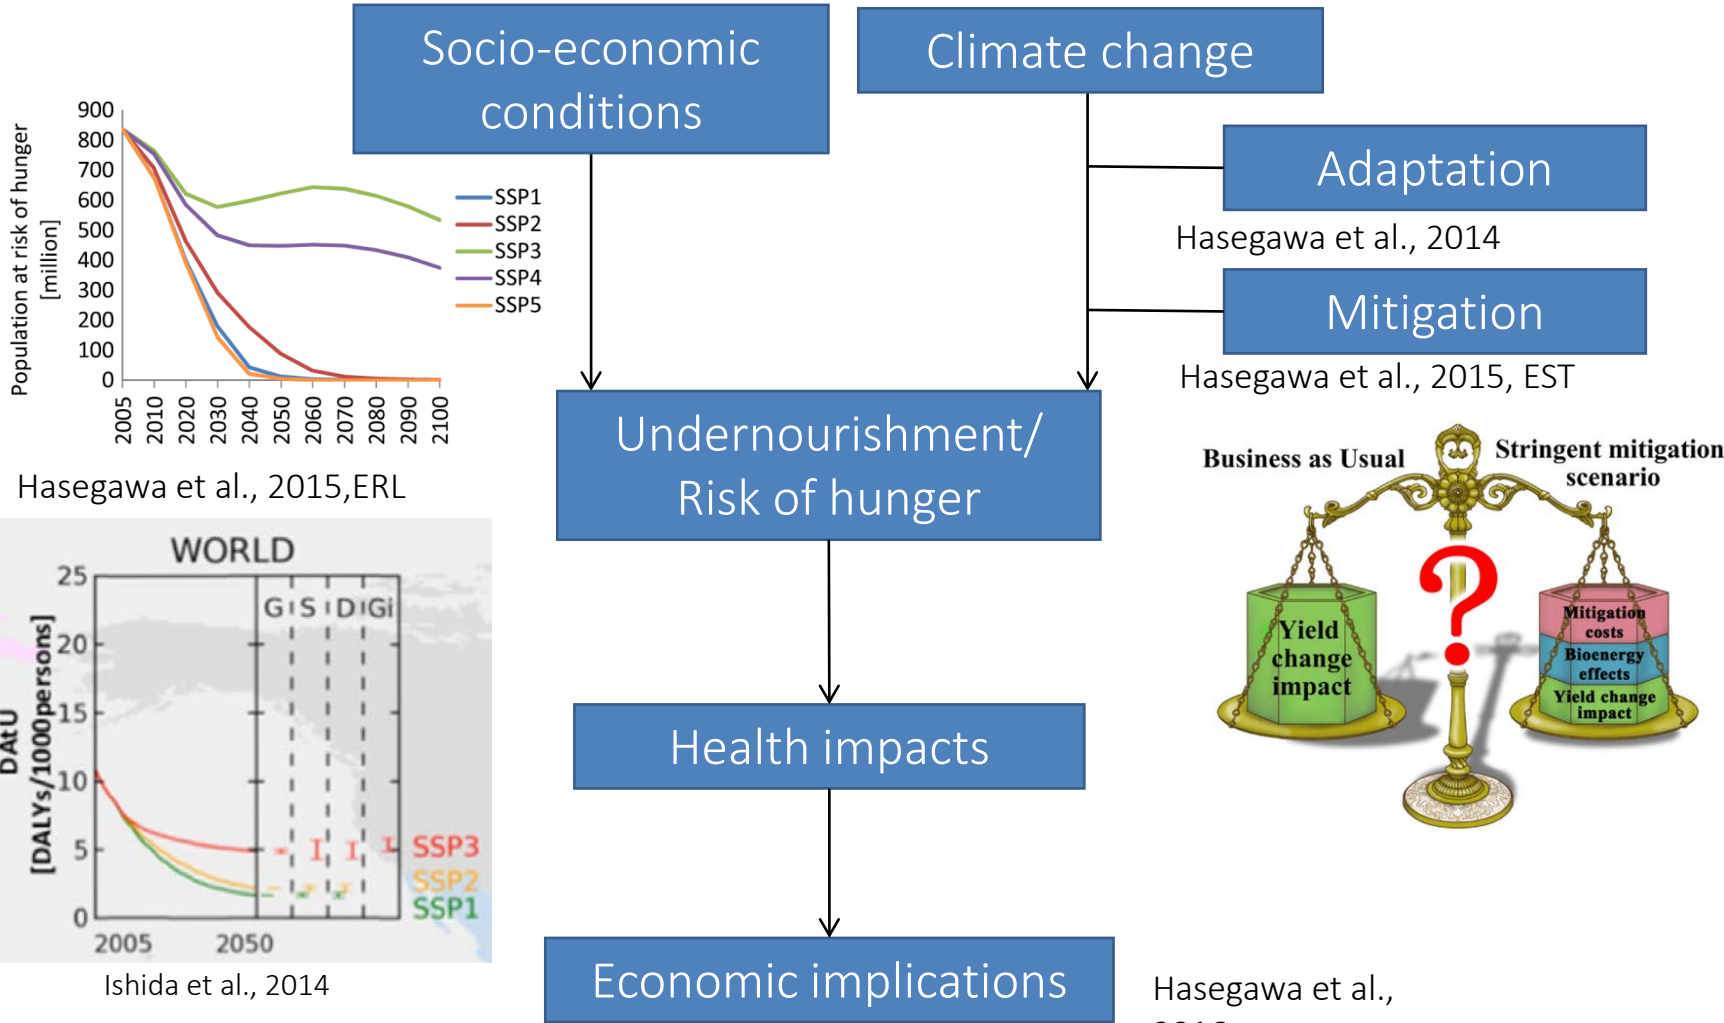 Socio-economic
conditions
Climate change
Adaptation
Hasegawa et al., 2014
Mitigation
Hasegawa et al., 2015, EST
Population at risk of hunger
[million]
900
800
700
600
500
400
300
200
100
0
2005
2010
2020
2030
2040
2050
2060
2070
2080
2090
2100
SSP1
SSP2
SSP3
SSP4
SSP5
Hasegawa et al., 2015,ERL
Undernourishment/
Risk of hunger
Business as Usual
Stringent mitigation
scenario
?
Yield
change
impact
Mitigation
costs
Bioenergy
effects
Yield change
impact
WORLD
DAtU
[DALYs/1000persons]
25
20
15
10
5
0
G S D Gi
SSP3
SSP2
SSP1
2005 2050
Ishida et al., 2014
Health impacts
Economic implications
Hasegawa et al.,